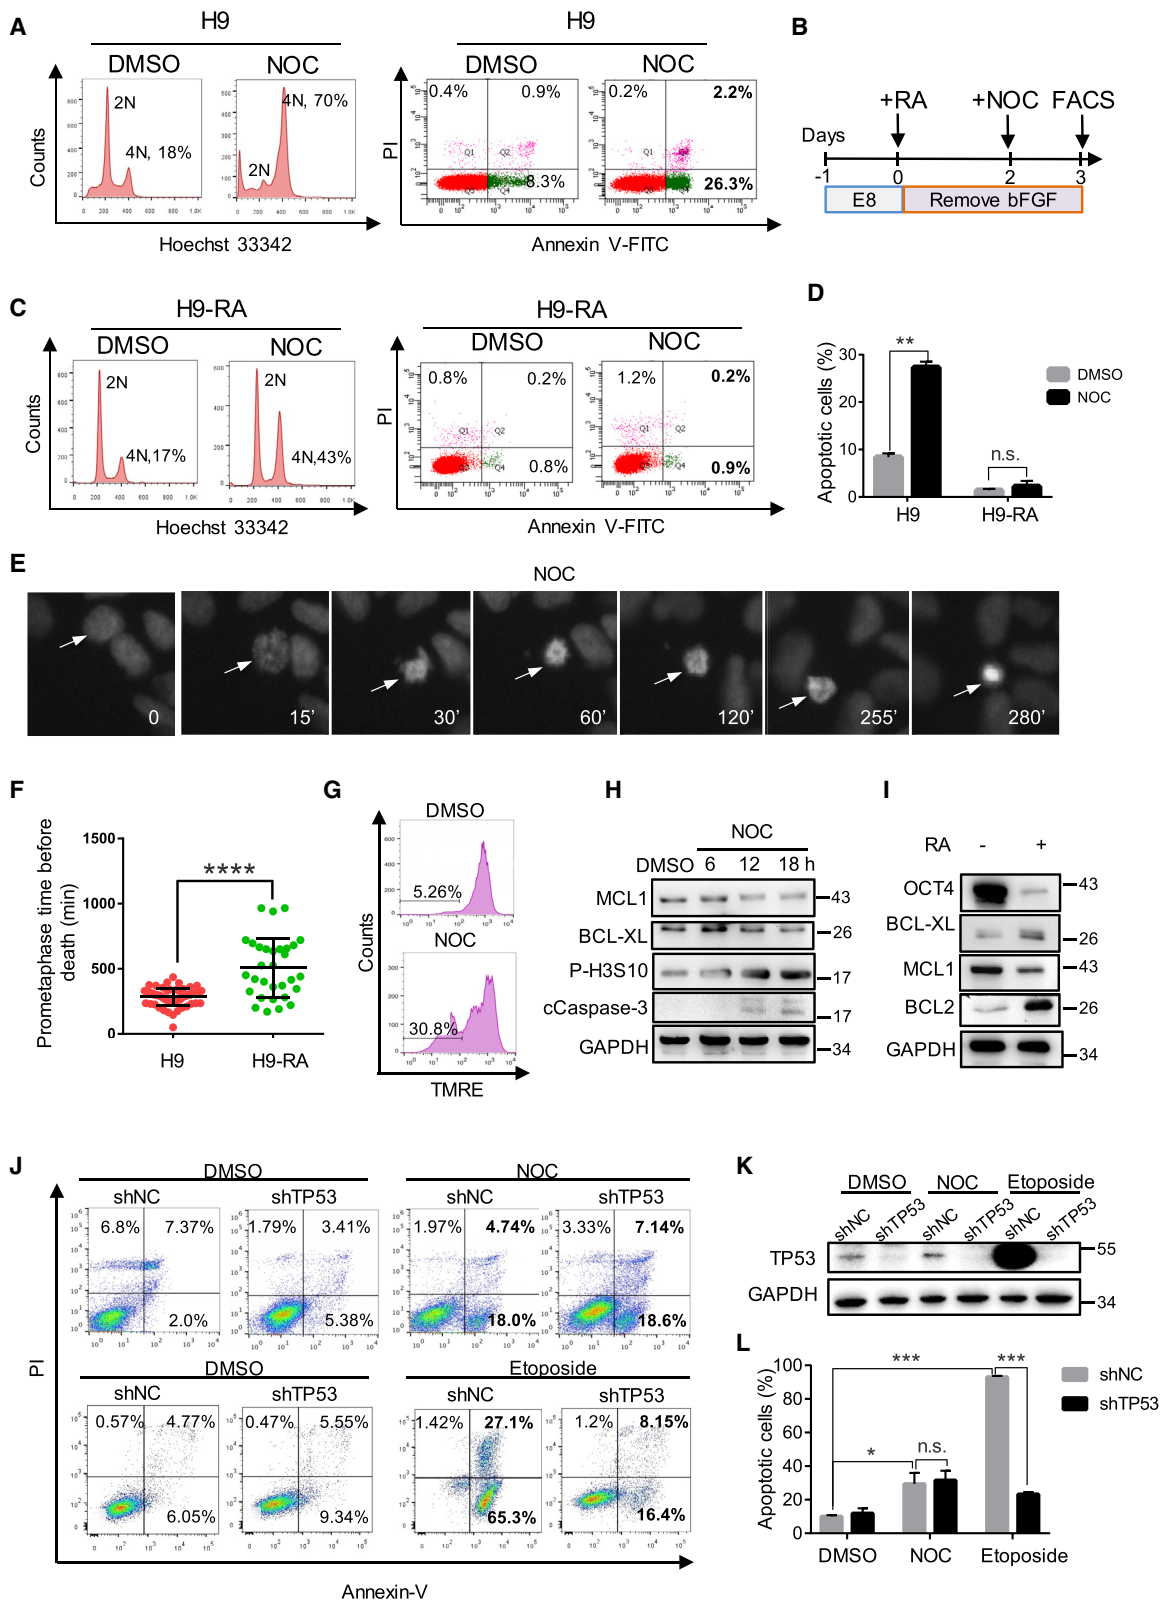 A
H9
DMSO
NOC
2N
4N, 18%
4N, 70%
2N
Counts
Hoechst 33342
H9
DMSO
NOC
0.4%
0.9%
8.3%
0.2%
2.2%
26.3%
Q1
Q2
Q3
Q4
PI
Annexin V-FITC
B
+RA
+NOC
FACS
Days
-1
0
2
3
E8
Remove bFGF
C
H9-RA
DMSO
NOC
2N
4N,17%
2N
4N,43%
Counts
Hoechst 33342
H9-RA
DMSO
NOC
0.8%
0.2%
0.8%
1.2%
0.2%
0.9%
Q1
Q2
Q4
Q1
Q2
Q4
PI
Annexin V-FITC
D
Apoptotic cells (%)
30
20
10
0
**
n.s.
H9
H9-RA
DMSO
NOC
E
NOC
0
15’
30’
60’
120’
255’
280’
F
Prometaphase time before
death (min)
1500
1000
500
0
****
H9
H9-RA
G
DMSO
5.26%
NOC
30.8%
Counts
TMRE
H
NOC
DMSO 6 12 18 h
MCL1 43
BCL-XL 26
P-H3S10 17
cCaspase-3 17
GAPDH 34
I
RA - +
OCT4 43
BCL-XL 26
MCL1 43
BCL2 26
GAPDH 34
J
DMSO
NOC
shNC
shTP53
shNC
shTP53
6.8%
7.37%
2.0%
1.79%
3.41%
5.38%
1.97%
4.74%
18.0%
3.33%
7.14%
18.6%
DMSO
Etoposide
shNC
shTP53
shNC
shTP53
0.57%
4.77%
6.05%
0.47%
5.55%
9.34%
1.42%
27.1%
65.3%
1.2%
8.15%
16.4%
PI
Annexin-V
K
DMSO NOC Etoposide
shNC shTP53 shNC shTP53 shNC shTP53
TP53 55
GAPDH 34
L
Apoptotic cells (%)
100
80
60
40
20
0
***
***
*
n.s.
DMSO
NOC
Etoposide
shNC
shTP53